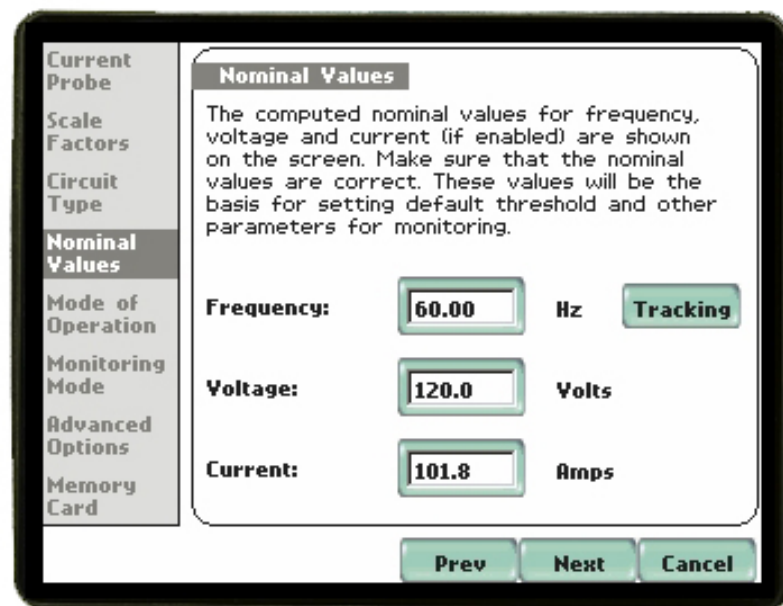 Current
Probe
Scale
Factors
Circuit
Type
Nominal
Values
Mode of
Operation
Monitoring
Mode
Advanced
Options
Memory
Card
Nominal Values
The computed nominal values for frequency,
voltage and current (if enabled) are shown
on the screen. Make sure that the nominal
values are correct. These values will be the
basis for setting default threshold and other
parameters for monitoring.
Frequency: 60.00 Hz Tracking
Voltage: 120.0 Volts
Current: 101.8 Amps
Prev Next Cancel